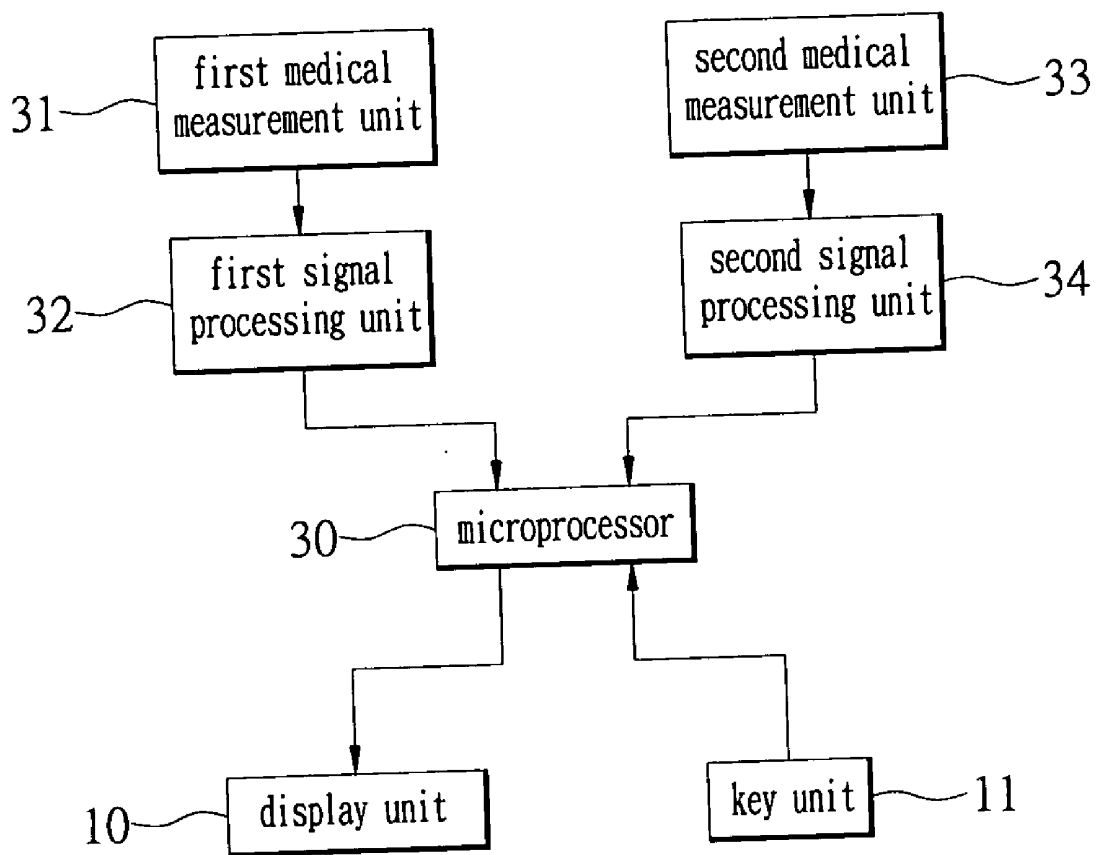 first medical
measurement unit
31
second medical
measurement unit
33
first signal
processing unit
32
second signal
processing unit
34
microprocessor
30
display unit
10
key unit
11